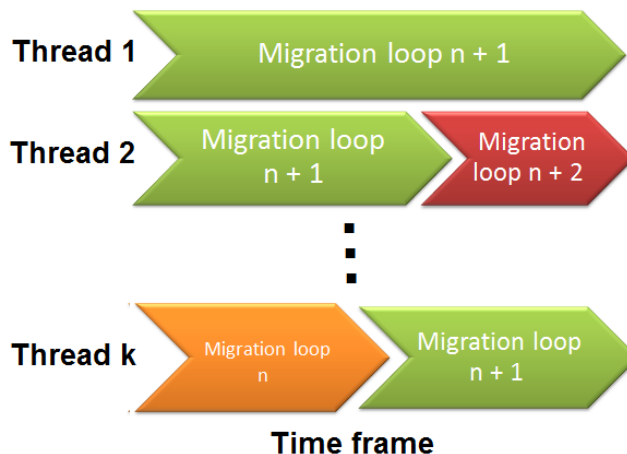 Thread 1
Migration loop n + 1
Thread 2
Migration loop
n + 1
Migration
loop n + 2
Thread k
Migration loop
n
Migration loop
n + 1
Time frame